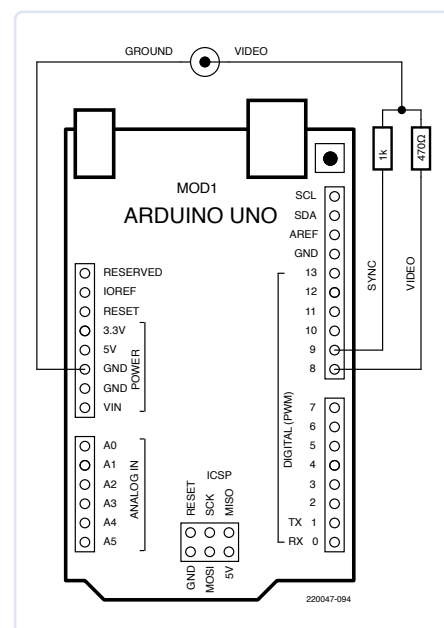 GROUND
VIDEO
1k
470Ω
MOD1
ARDUINO UNO
SCL
SDA
AREF
GND
RESERVED
13
IOREF
12
RESET
11
3.3V
10
5V
9
GND
8
GND
VIN
POWER
SYNC
VIDEO
7
6
A0
5
A1
4
A2
3
A3
2
A4
TX 1
A5
RX 0
ANALOG IN
DIGITAL (PWM)
ICSP
RESET
SCK
MISO
GND
MOSI
5V
220047-094